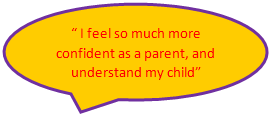 “ I feel so much more
confident as a parent, and
understand my child”